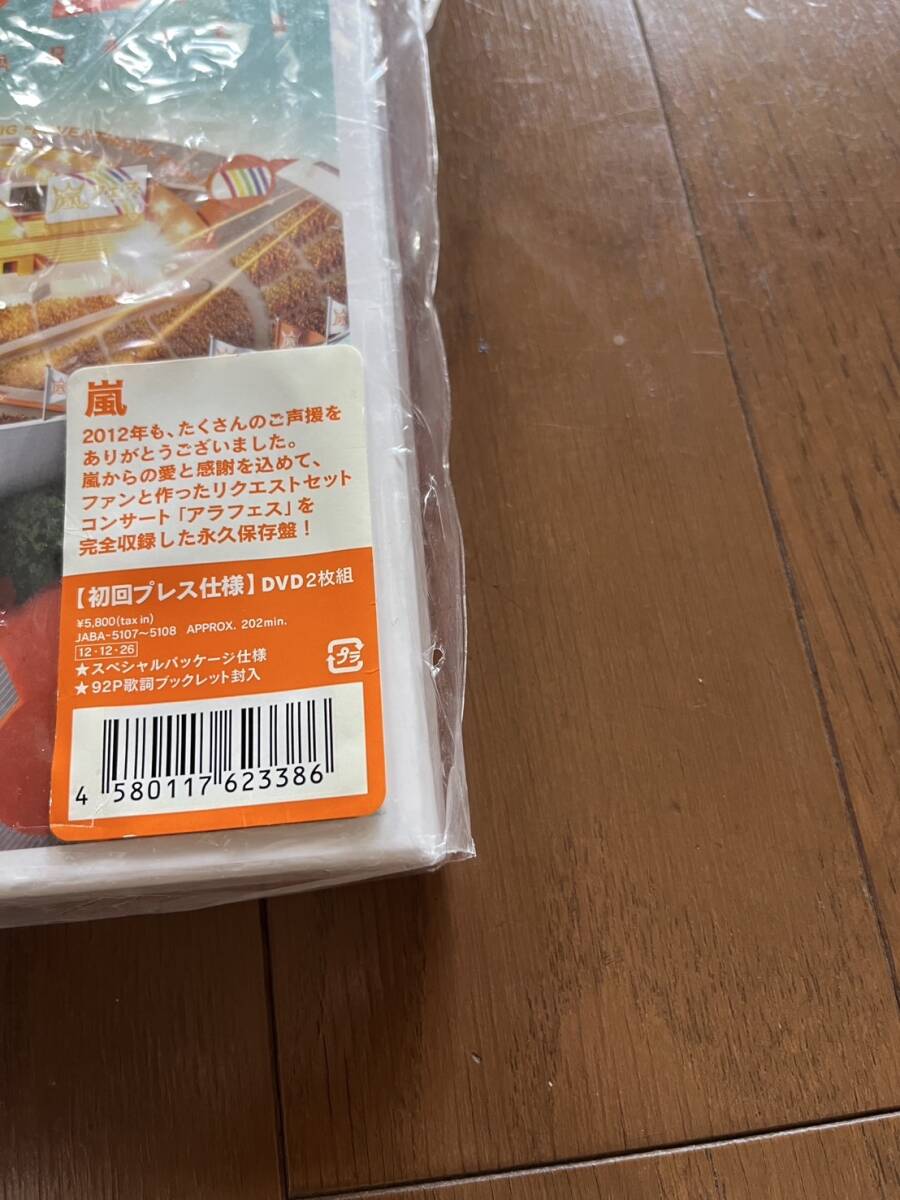 嵐
2012年も、たくさんのご声援を
ありがとうございました。
嵐からの愛と感謝を込めて、
ファンと作ったリクエストセット
コンサート「アラフェス」を
完全収録した永久保存盤！
【初回プレス仕様】DVD2枚組
¥5,800(tax in)
JABA-5107〜5108 APPROX. 202min.
12・12・26
★スペシャルパッケージ仕様
★92P歌詞ブックレット封入
プラ
4 580117 623386